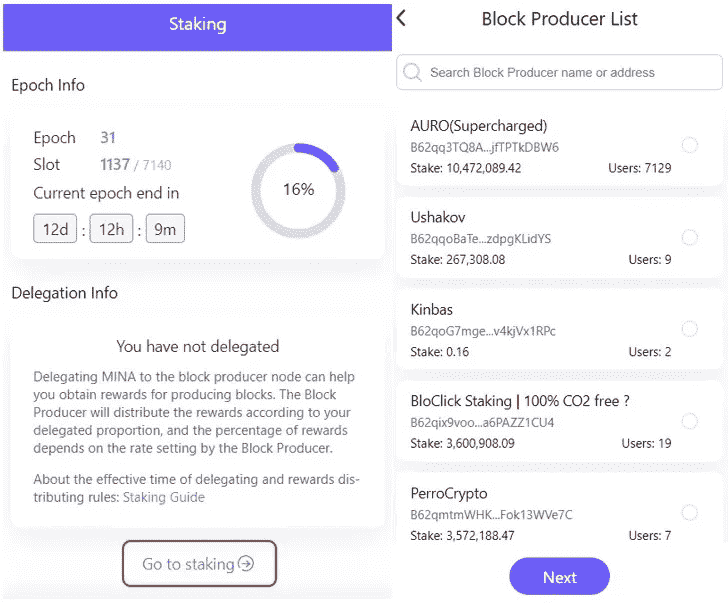 Staking
Epoch Info
Epoch 31
Slot 1137 / 7140
Current epoch end in
12d : 12h : 9m
16%
Delegation Info
You have not delegated
Delegating MINA to the block producer node can help
you obtain rewards for producing blocks. The Block
Producer will distribute the rewards according to your
delegated proportion, and the percentage of rewards
depends on the rate setting by the Block Producer.
About the effective time of delegating and rewards dis-
tributing rules: Staking Guide
Go to staking
Block Producer List
Search Block Producer name or address
AURO(Supercharged)
B62qq3TQ8A...jfTPTkDBW6
Stake: 10,472,089.42 Users: 7129
Ushakov
B62qqoBaTe...zdpgKLidYS
Stake: 267,308.08 Users: 9
Kinbas
B62qoG7mge...v4kjVx1RPc
Stake: 0.16 Users: 2
BloClick Staking | 100% CO2 free ?
B62qix9voo...a6PAZZ1CU4
Stake: 3,600,908.09 Users: 19
PerroCrypto
B62qmtmWHK...Fok13WVe7C
Stake: 3,572,188.47 Users: 7
Next